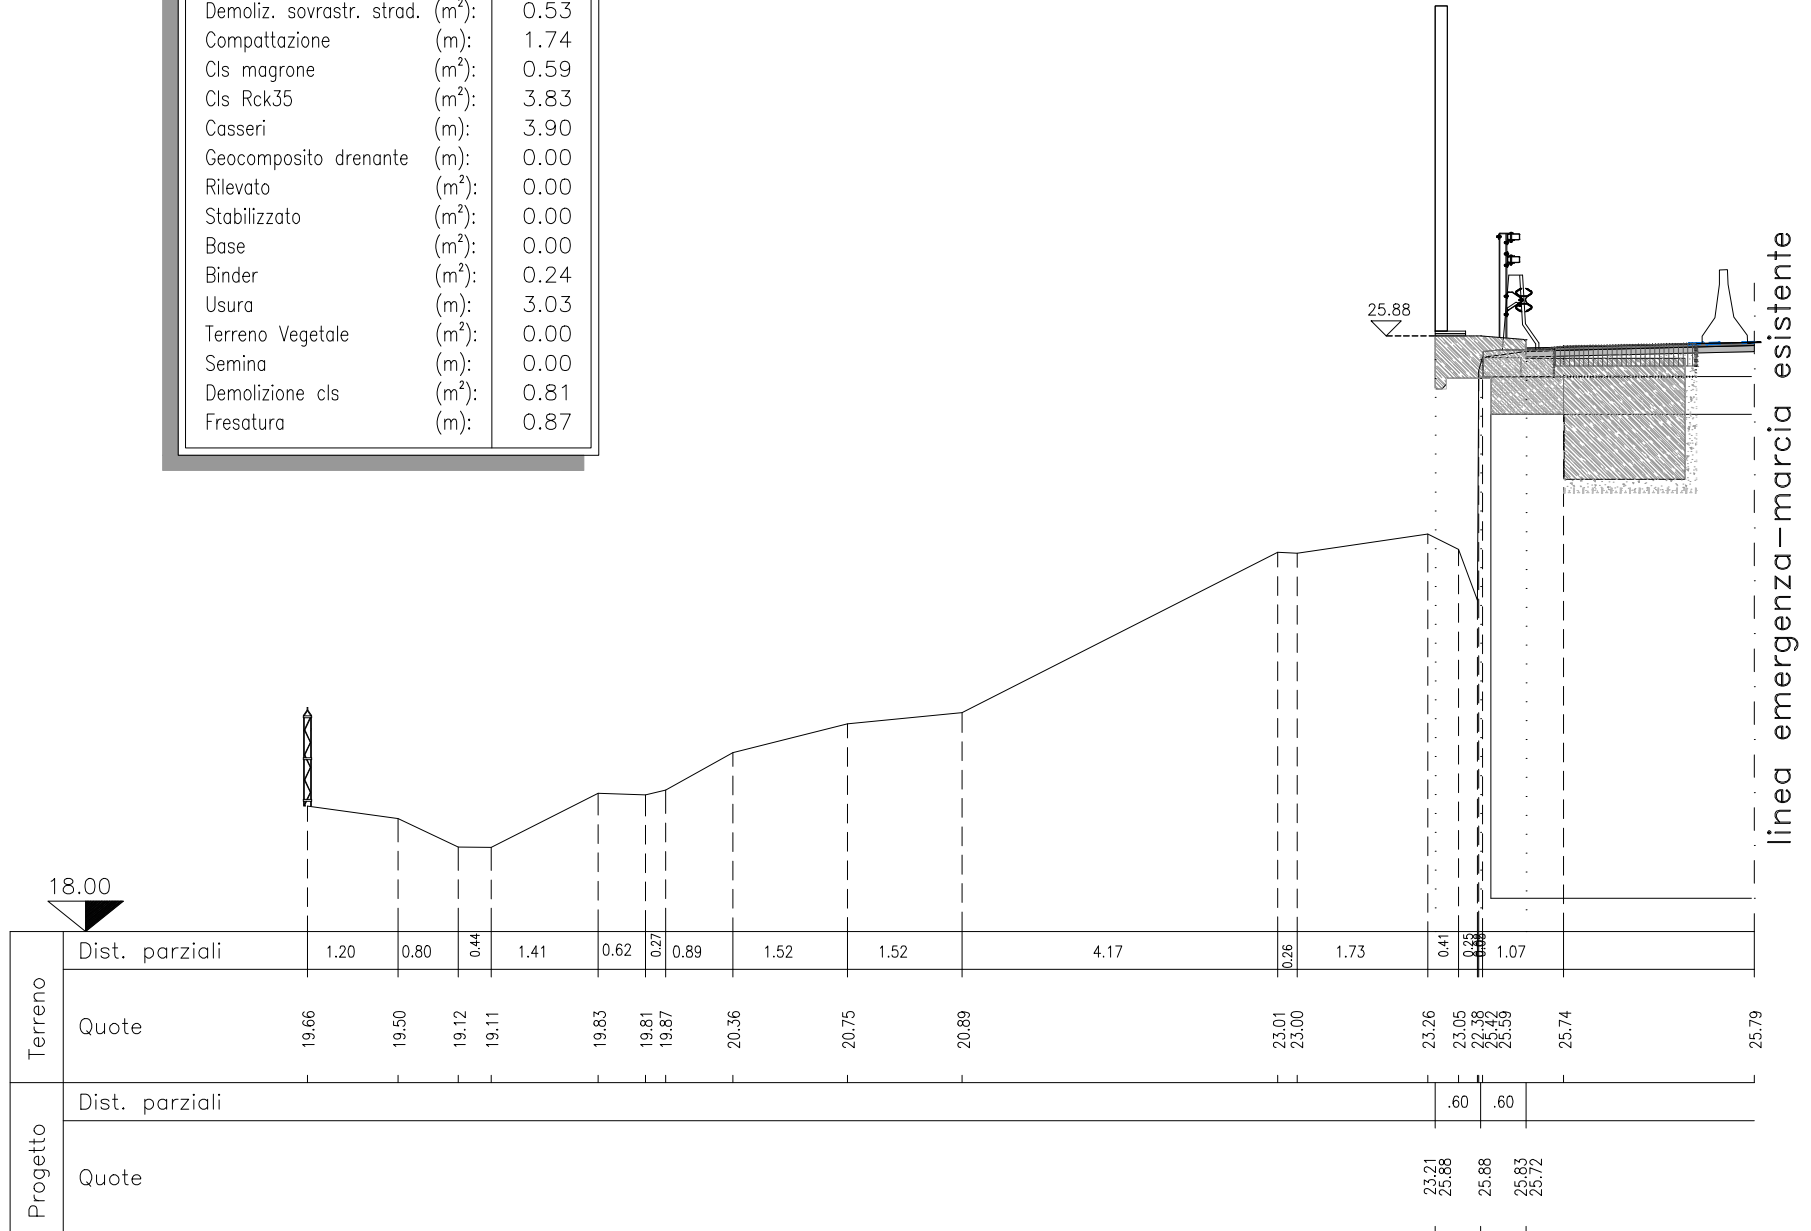 Demoliz. sovrastr. strad. (m²): 0.53
Compattazione (m): 1.74
Cls magrone (m²): 0.59
Cls Rck35 (m²): 3.83
Casseri (m): 3.90
Geocomposito drenante (m): 0.00
Rilevato (m²): 0.00
Stabilizzato (m²): 0.00
Base (m²): 0.00
Binder (m²): 0.24
Usura (m): 3.03
Terreno Vegetale (m²): 0.00
Semina (m): 0.00
Demolizione cls (m²): 0.81
Fresatura (m): 0.87
25.88
linea emergenza-marcia esistente
18.00
Terreno
Dist. parziali 1.20 0.80 0.44 1.41 0.62 0.27 0.89 1.52 1.52 4.17 0.26 1.73 0.41 0.25 1.07
Quote 19.66 19.50 19.12 19.11 19.83 19.81 19.87 20.36 20.75 20.89 23.01 23.00 23.26 23.05 22.38 25.42 25.59 25.74 25.79
Progetto
Dist. parziali .60 .60
Quote 23.21 25.88 25.88 25.83 25.72